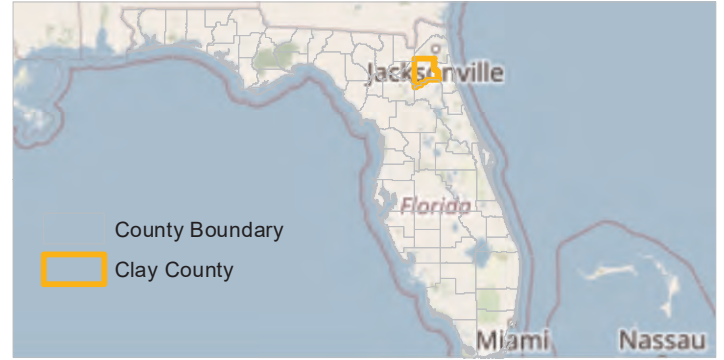 Jacksonville
Florida
County Boundary
Clay County
Miami
Nassau